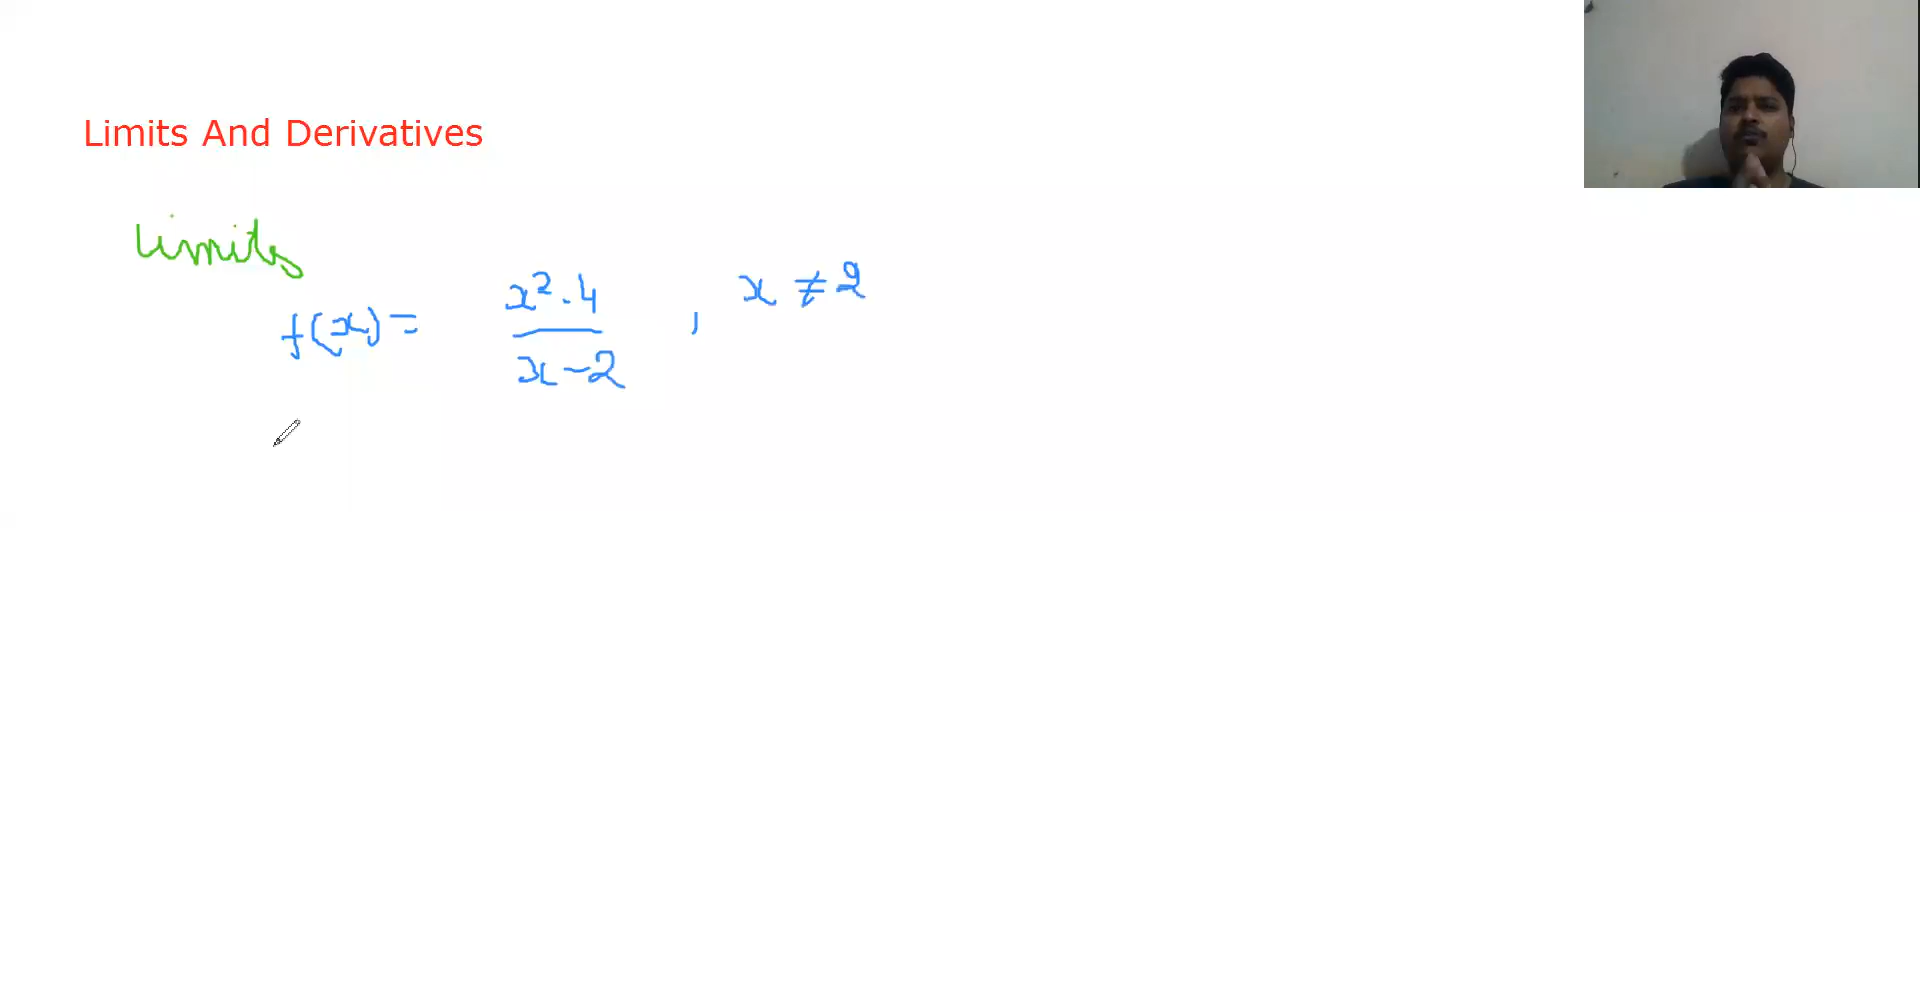 Limits And Derivatives
Limits
f(x) = x² - 4 / x - 2 , x ≠ 2